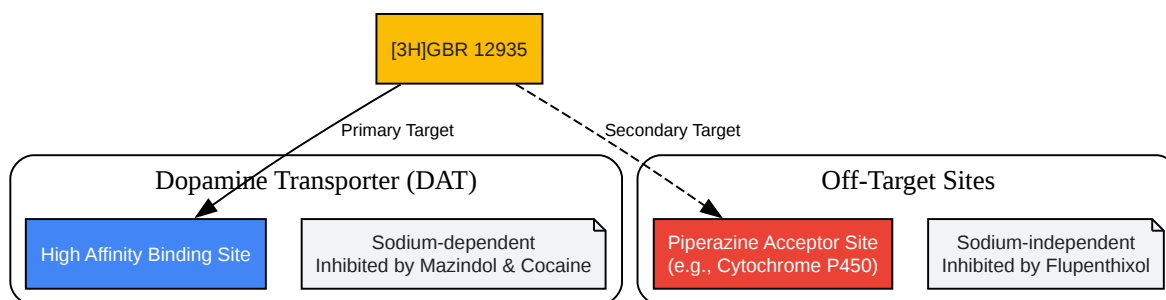 [3H]GBR 12935
Primary Target
Secondary Target
Dopamine Transporter (DAT)
High Affinity Binding Site
Sodium-dependent
Inhibited by Mazindol & Cocaine
Off-Target Sites
Piperazine Acceptor Site
(e.g., Cytochrome P450)
Sodium-independent
Inhibited by Flupenthixol